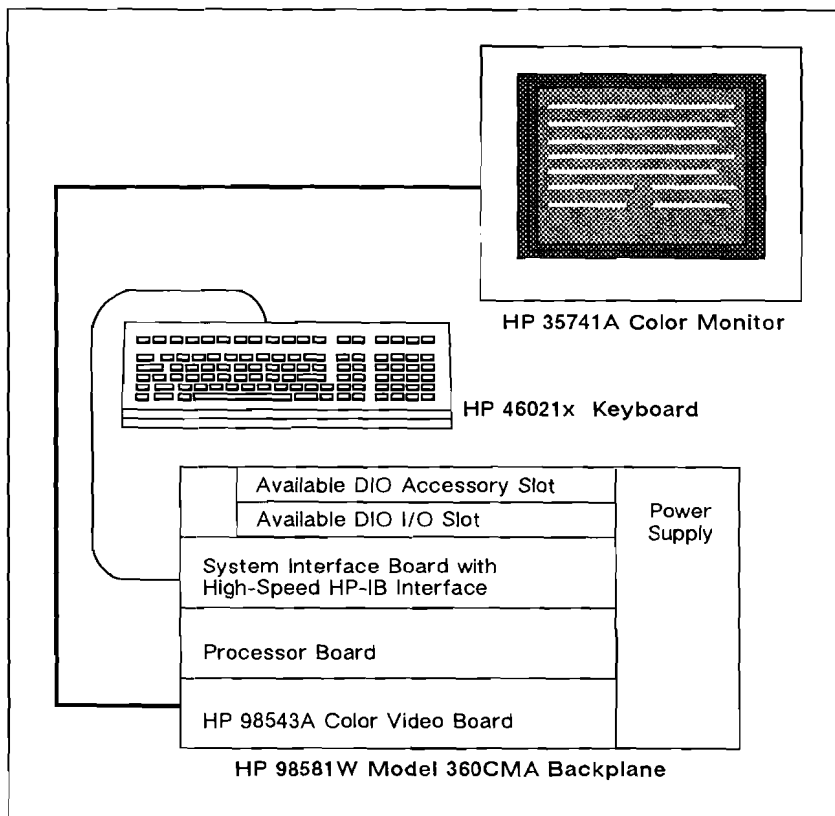 HP 35741A Color Monitor
HP 46021x Keyboard
Available DIO Accessory Slot
Available DIO I/O Slot
Power
Supply
System Interface Board with
High-Speed HP-IB Interface
Processor Board
HP 98543A Color Video Board
HP 98581W Model 360CMA Backplane